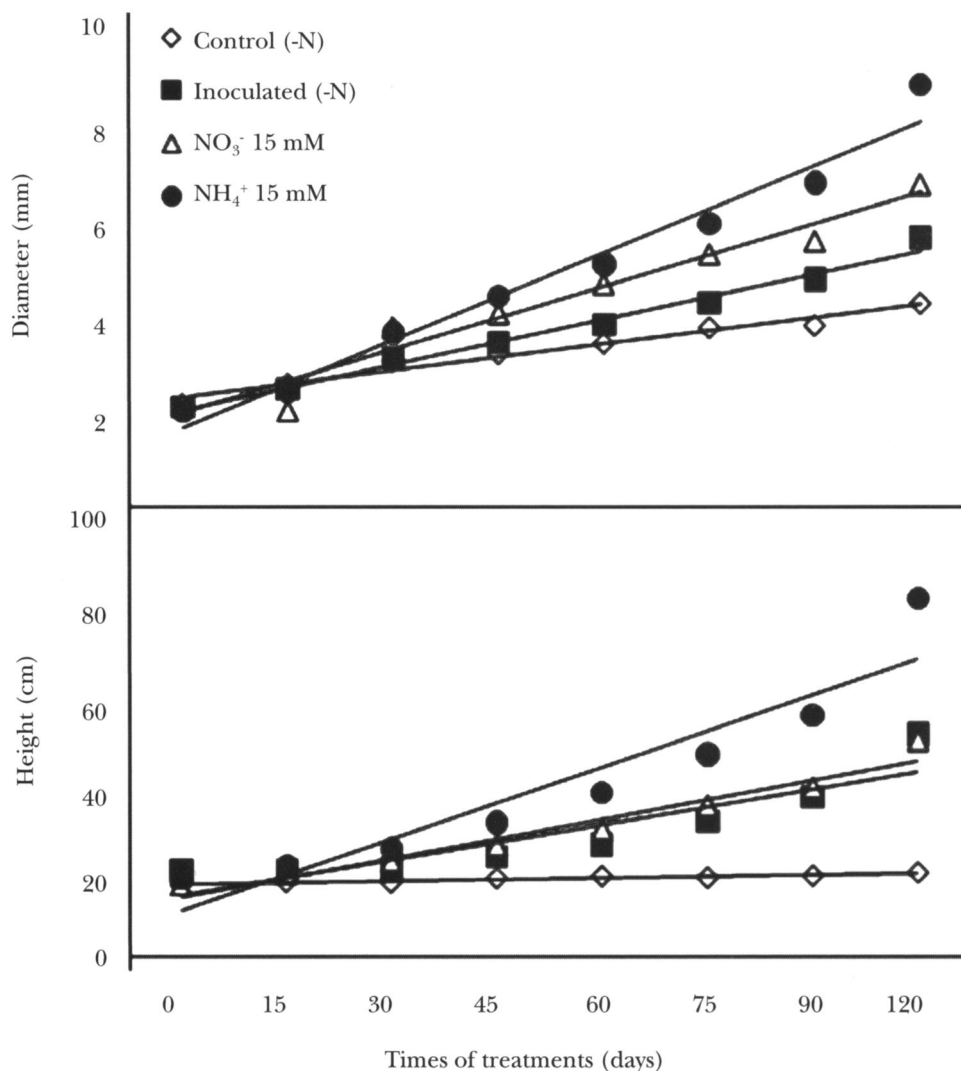 10
8
6
4
2
Diameter (mm)
Control (-N)
Inoculated (-N)
NO₃⁻ 15 mM
NH₄⁺ 15 mM
100
80
60
40
20
0
Height (cm)
0 15 30 45 60 75 90 120
Times of treatments (days)